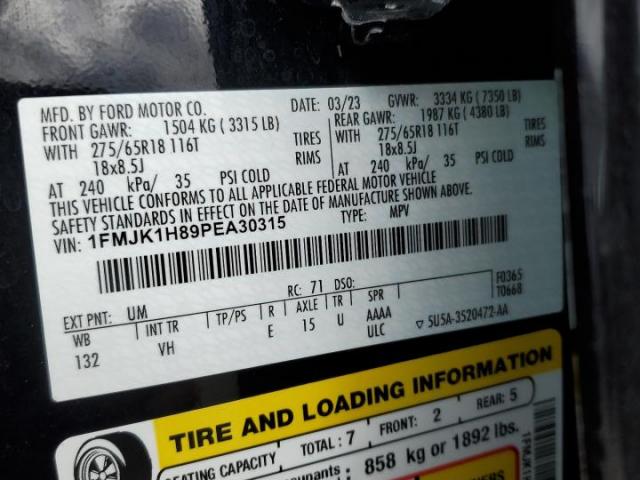 MFD. BY FORD MOTOR CO.
DATE: 03/23 GVWR: 3334 KG ( 7350 LB)
FRONT GAWR: 1504 KG ( 3315 LB) REAR GAWR: 1987 KG ( 4380 LB)
WITH 275/65R18 116T TIRES 275/65R18 116T
18x8.5J RIMS 18x8.5J
AT 240 kPa/ 35 PSI COLD AT 240 kPa/ 35 PSI COLD
THIS VEHICLE CONFORMS TO ALL APPLICABLE FEDERAL MOTOR VEHICLE
SAFETY STANDARDS IN EFFECT ON THE DATE OF MANUFACTURE SHOWN ABOVE.
VIN: 1FMJK1H89PEA30315 TYPE: MPV
EXT PNT: UM RC: 71 DSO: F0365
WB INT TR TP/PS R AXLE TR SPR T0668
132 VH E 15 U AAAA
ULC ▽ 5U5A-3520472-AA
TIRE AND LOADING INFORMATION
SEATING CAPACITY TOTAL: 7 FRONT: 2 REAR: 5
858 kg or 1892 lbs.